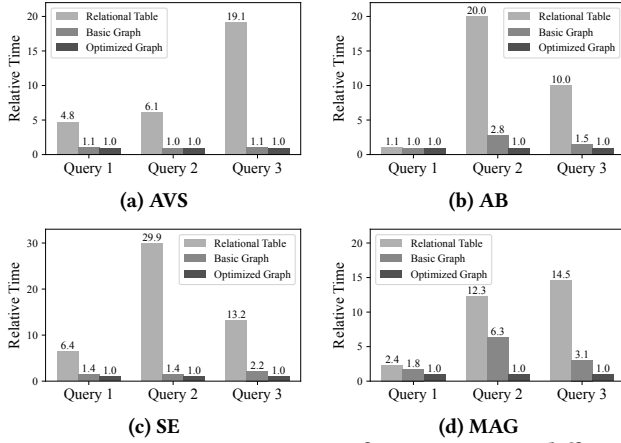 Relative Time
20
15
10
5
0
Relational Table
Basic Graph
Optimized Graph
4.8
1.1
1.0
6.1
1.0
1.0
19.1
1.1
1.0
Query 1
Query 2
Query 3
(a) AVS
Relative Time
20
15
10
5
0
Relational Table
Basic Graph
Optimized Graph
1.1
1.0
1.0
20.0
2.8
1.0
10.0
1.5
1.0
Query 1
Query 2
Query 3
(b) AB
Relative Time
30
20
10
0
Relational Table
Basic Graph
Optimized Graph
6.4
1.4
1.0
29.9
1.4
1.0
13.2
2.2
1.0
Query 1
Query 2
Query 3
(c) SE
Relative Time
20
15
10
5
0
Relational Table
Basic Graph
Optimized Graph
2.4
1.8
1.0
12.3
6.3
1.0
14.5
3.1
1.0
Query 1
Query 2
Query 3
(d) MAG